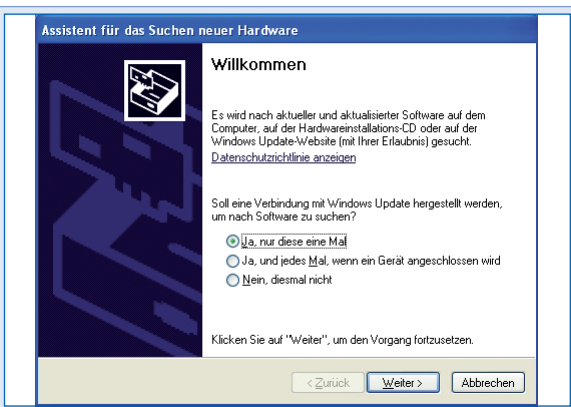 Assistent für das Suchen neuer Hardware
Willkommen
Es wird nach aktueller und aktualisierter Software auf dem
Computer, auf der Hardwareinstallations-CD oder auf der
Windows Update-Website (mit Ihrer Erlaubnis) gesucht.
Datenschutzrichtlinie anzeigen
Soll eine Verbindung mit Windows Update hergestellt werden,
um nach Software zu suchen?
Ja, nur diese eine Mal
Ja, und jedes Mal, wenn ein Gerät angeschlossen wird
Nein, diesmal nicht
Klicken Sie auf "Weiter", um den Vorgang fortzusetzen.
< Zurück Weiter > Abbrechen